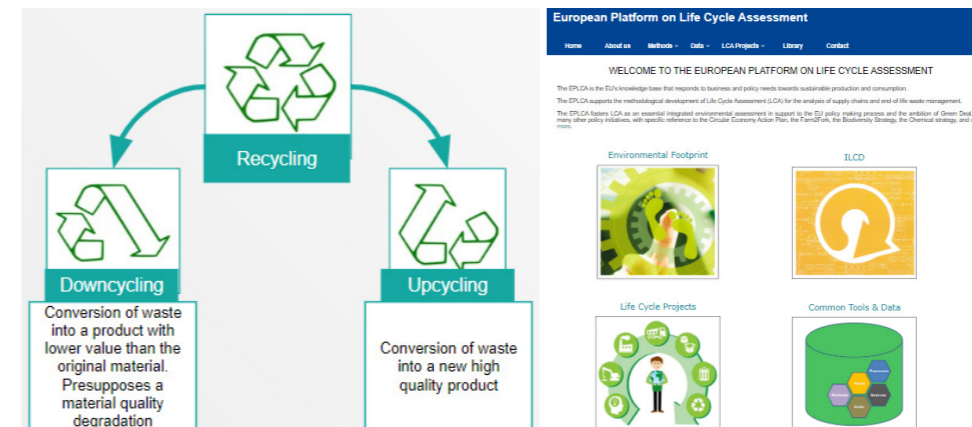 Recycling
Downcycling
Conversion of waste
into a product with
lower value than the
original material.
Presupposes a
material quality
degradation
Upcycling
Conversion of waste
into a new high
quality product
European Platform on Life Cycle Assessment
Home About us Methods Data LCA Projects Library Contact
WELCOME TO THE EUROPEAN PLATFORM ON LIFE CYCLE ASSESSMENT
The EPLCA is the EU's knowledge base that responds to business and policy needs towards sustainable production and consumption.
The EPLCA supports the methodological development of Life Cycle Assessment (LCA) for the analysis of supply chains and end of life waste management.
The EPLCA fosters LCA as an essential integrated environmental assessment in support to the EU policy making process and the ambition of Green Deal
many other policy initiatives, with specific reference to the Circular Economy Action Plan, the Farm2Fork, the Biodiversity Strategy, the Chemical strategy, and
more.
Environmental Footprint
ILCD
Life Cycle Projects
Common Tools & Data